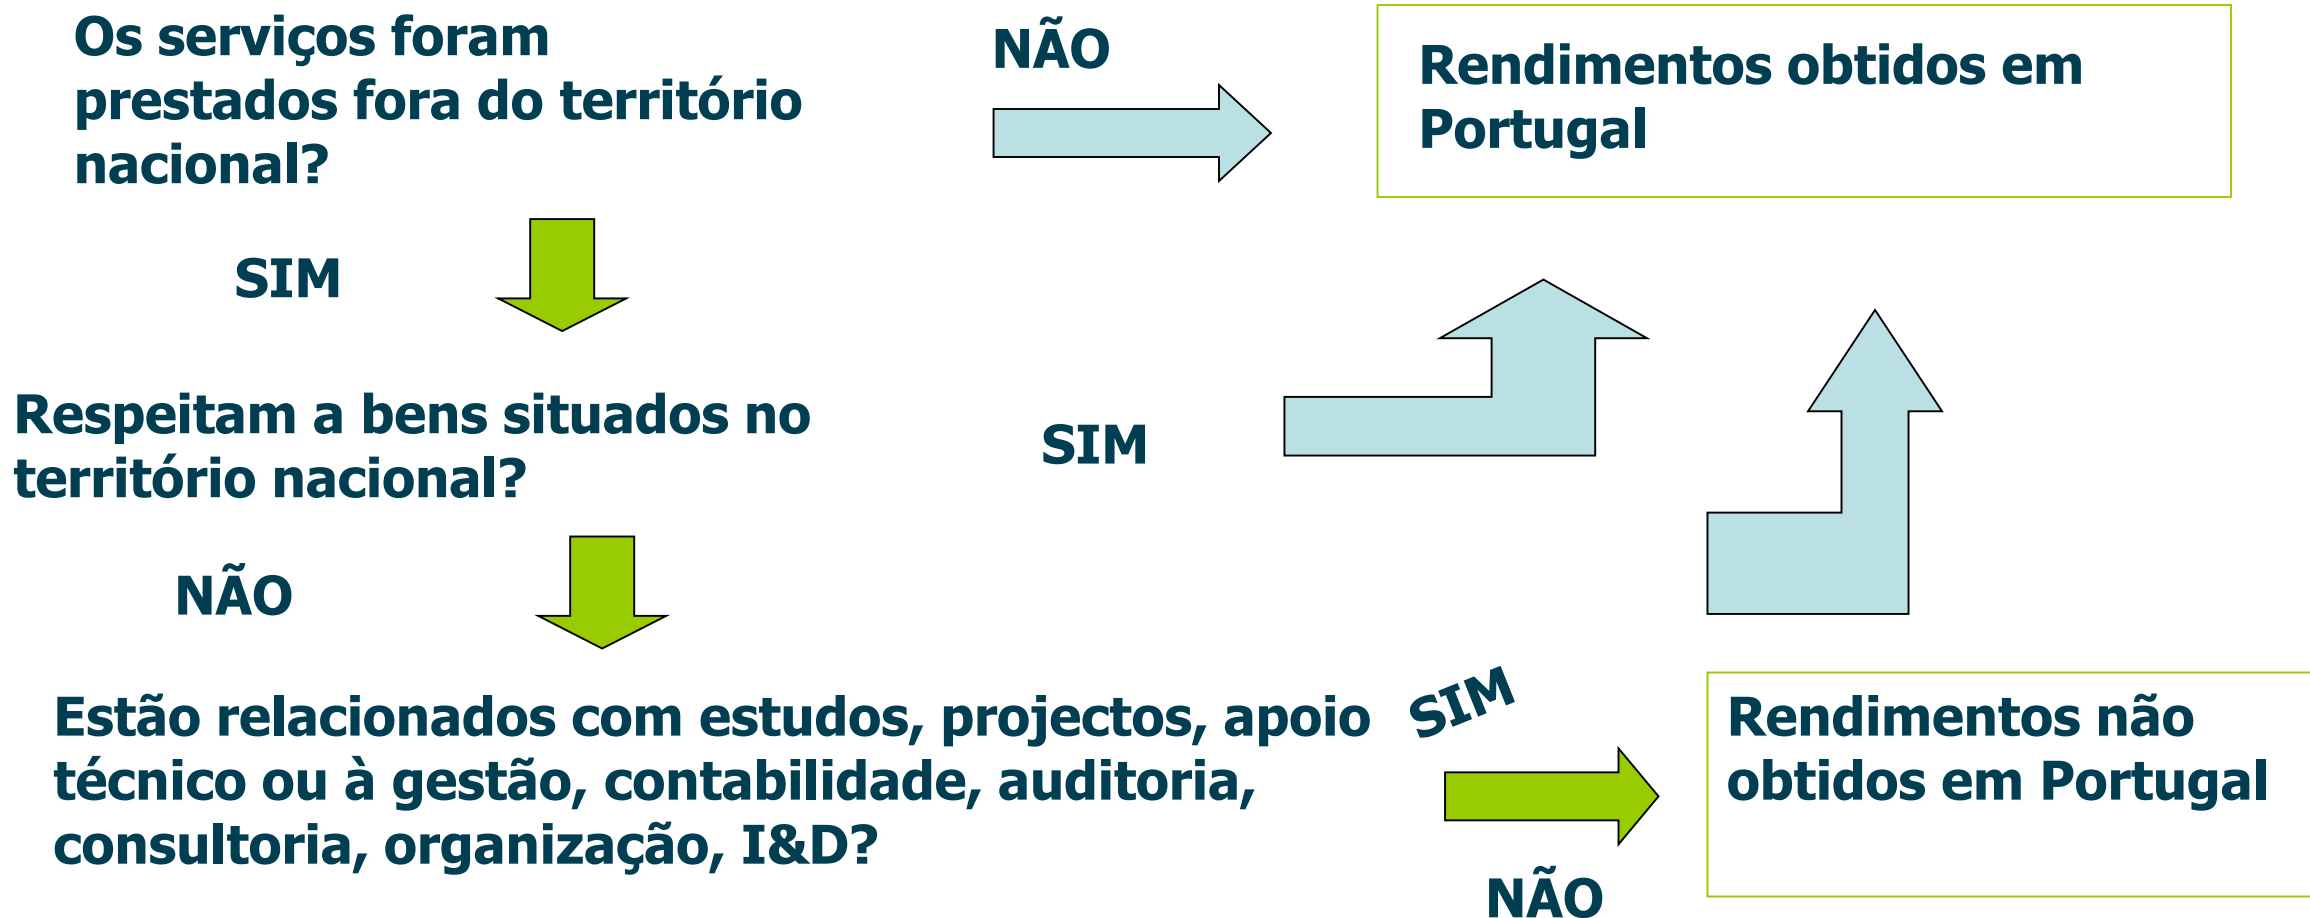 Os serviços foram
prestados fora do território
nacional?
NÃO
Rendimentos obtidos em
Portugal
SIM
Respeitam a bens situados no
território nacional?
SIM
NÃO
Estão relacionados com estudos, projectos, apoio
técnico ou à gestão, contabilidade, auditoria,
consultoria, organização, I&D?
SIM
NÃO
Rendimentos não
obtidos em Portugal